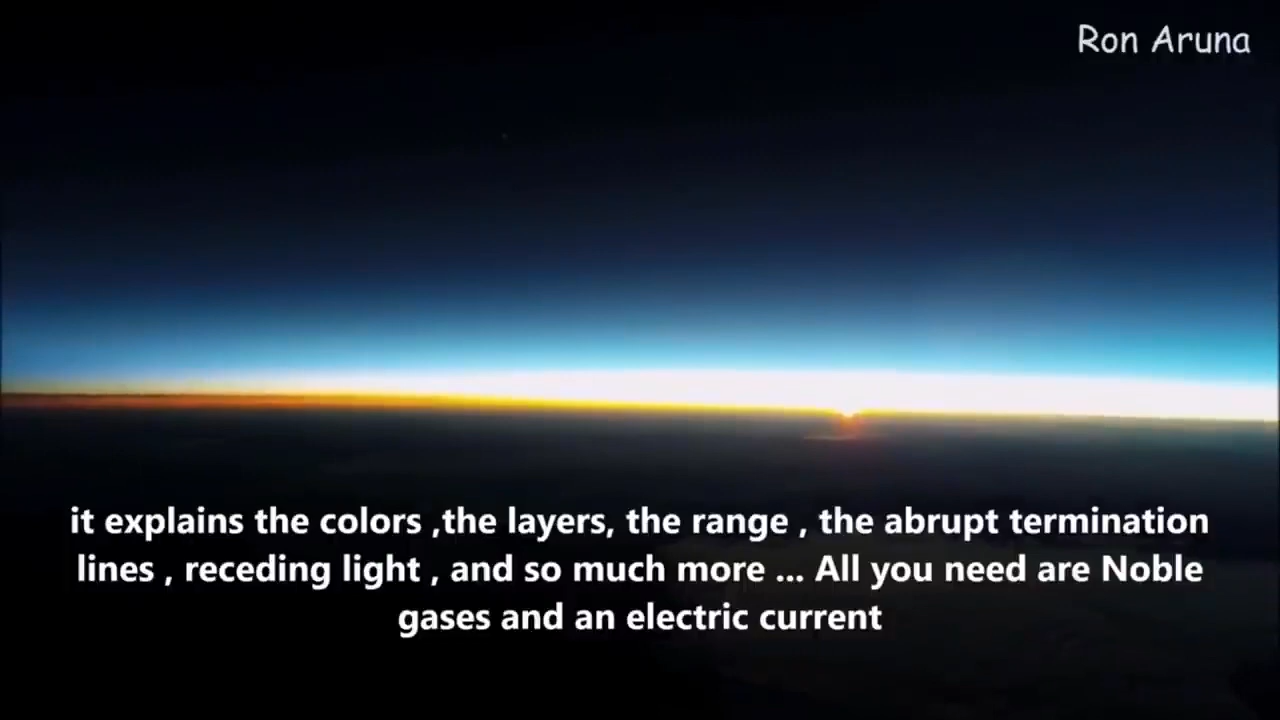 Ron Aruna
it explains the colors ,the layers, the range , the abrupt termination
lines , receding light , and so much more ... All you need are Noble
gases and an electric current